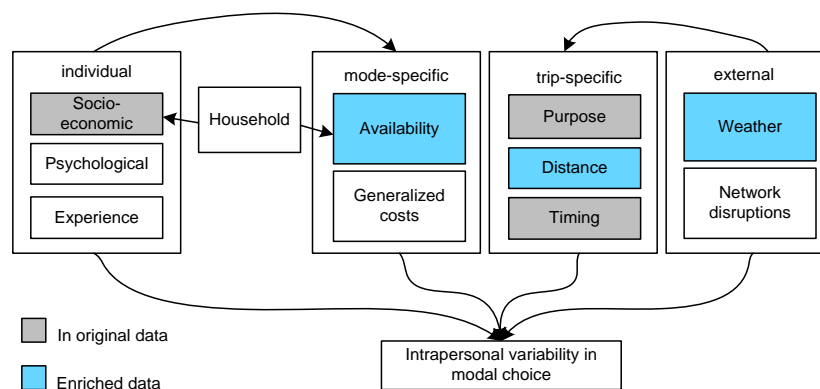 individual
Socio-
economic
Psychological
Experience
Household
mode-specific
Availability
Generalized
costs
trip-specific
Purpose
Distance
Timing
external
Weather
Network
disruptions
In original data
Enriched data
Intrapersonal variability in
modal choice